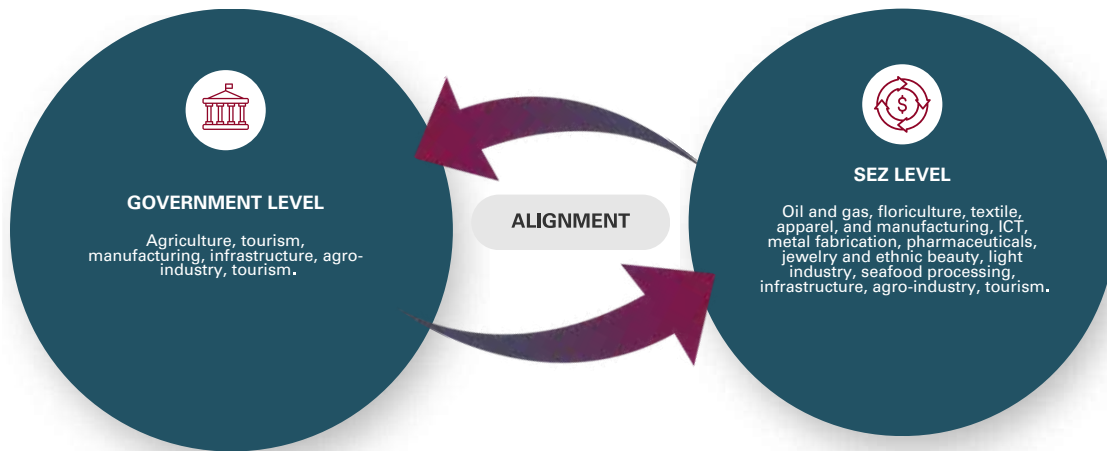 GOVERNMENT LEVEL
Agriculture, tourism,
manufacturing, infrastructure, agro-
industry, tourism.
ALIGNMENT
SEZ LEVEL
Oil and gas, floriculture, textile,
apparel, and manufacturing, ICT,
metal fabrication, pharmaceuticals,
jewelry and ethnic beauty, light
industry, seafood processing,
infrastructure, agro-industry, tourism.
$